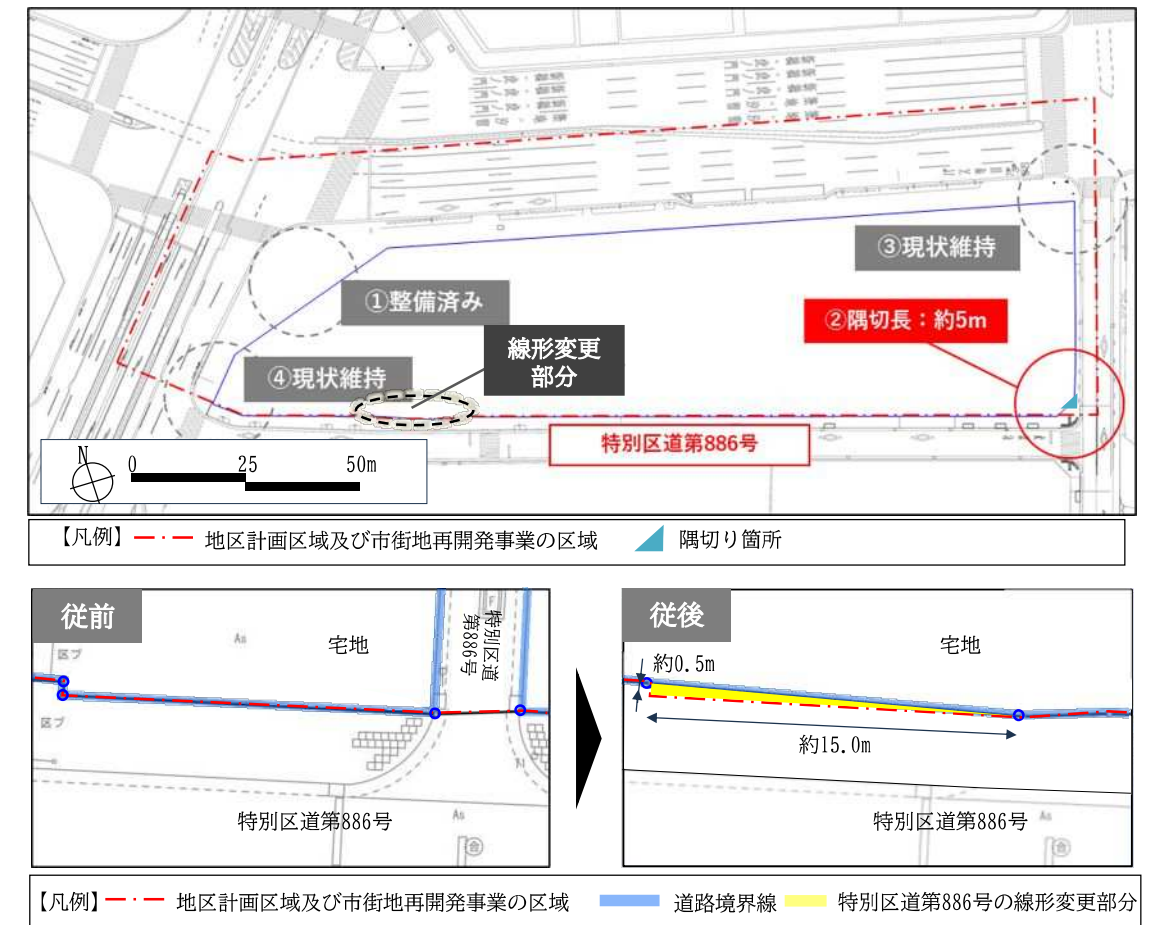 ①整備済み
③現状維持
②隅切長：約5m
④現状維持
線形変更
部分
特別区道第886号
N
0 25 50m
【凡例】 地区計画区域及び市街地再開発事業の区域 隅切り箇所
従前
As
宅地
区ブ
特別区道
第886号
F
区ブ
特別区道第886号
As
従後
宅地
約0.5m
約15.0m
特別区道第886号
As
【凡例】 地区計画区域及び市街地再開発事業の区域 道路境界線 特別区道第886号の線形変更部分